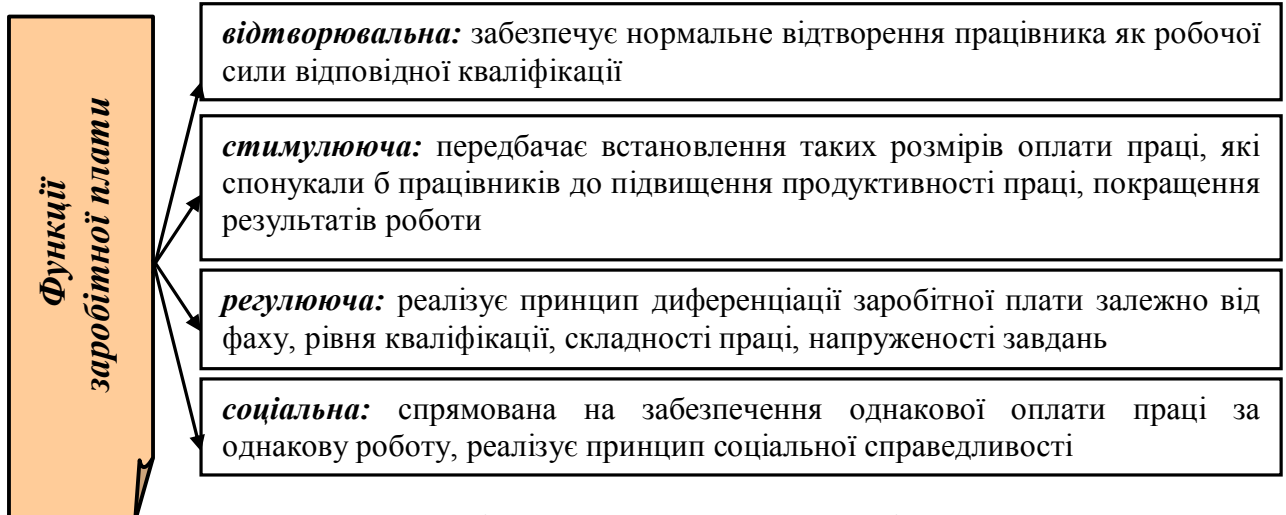 Функції
заробітної плати
відтворювальна: забезпечує нормальне відтворення працівника як робочої
сили відповідної кваліфікації
стимулююча: передбачає встановлення таких розмірів оплати праці, які
спонукали б працівників до підвищення продуктивності праці, покращення
результатів роботи
регулююча: реалізує принцип диференціації заробітної плати залежно від
фаху, рівня кваліфікації, складності праці, напруженості завдань
соціальна: спрямована на забезпечення однакової оплати праці за
однакову роботу, реалізує принцип соціальної справедливості